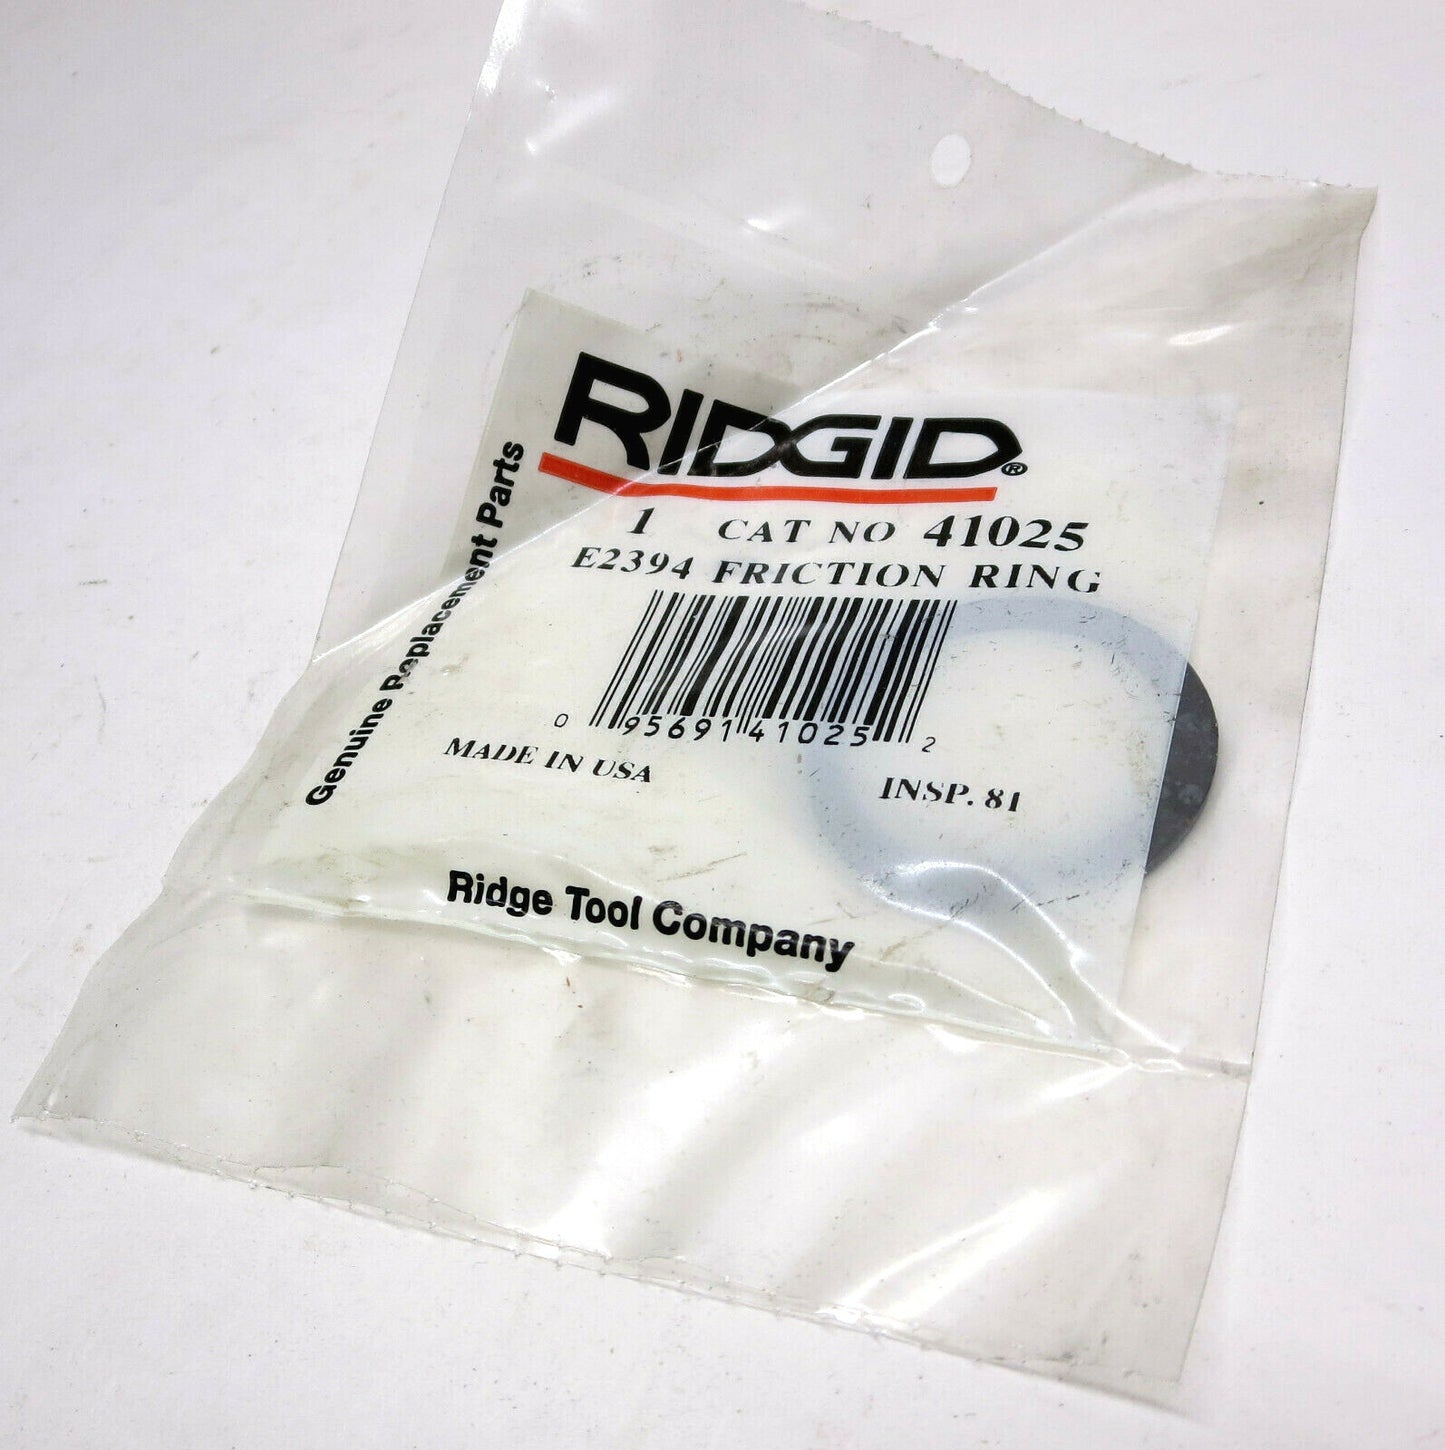 RIDGID®
1 CAT NO 41025
E2394 FRICTION RING
0 95691 41025 2
MADE IN USA
INSP. 81
Genuine Replacement Parts
Ridge Tool Company